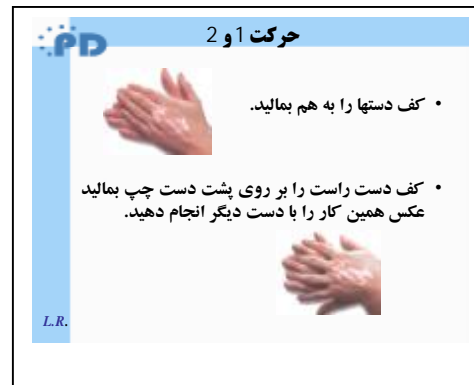 PD
حرکت 1 و 2
• کف دستها را به هم بمالید.
• کف دست راست را بر روی پشت دست چپ بمالید
عکس همین کار را با دست دیگر انجام دهید.
L.R.